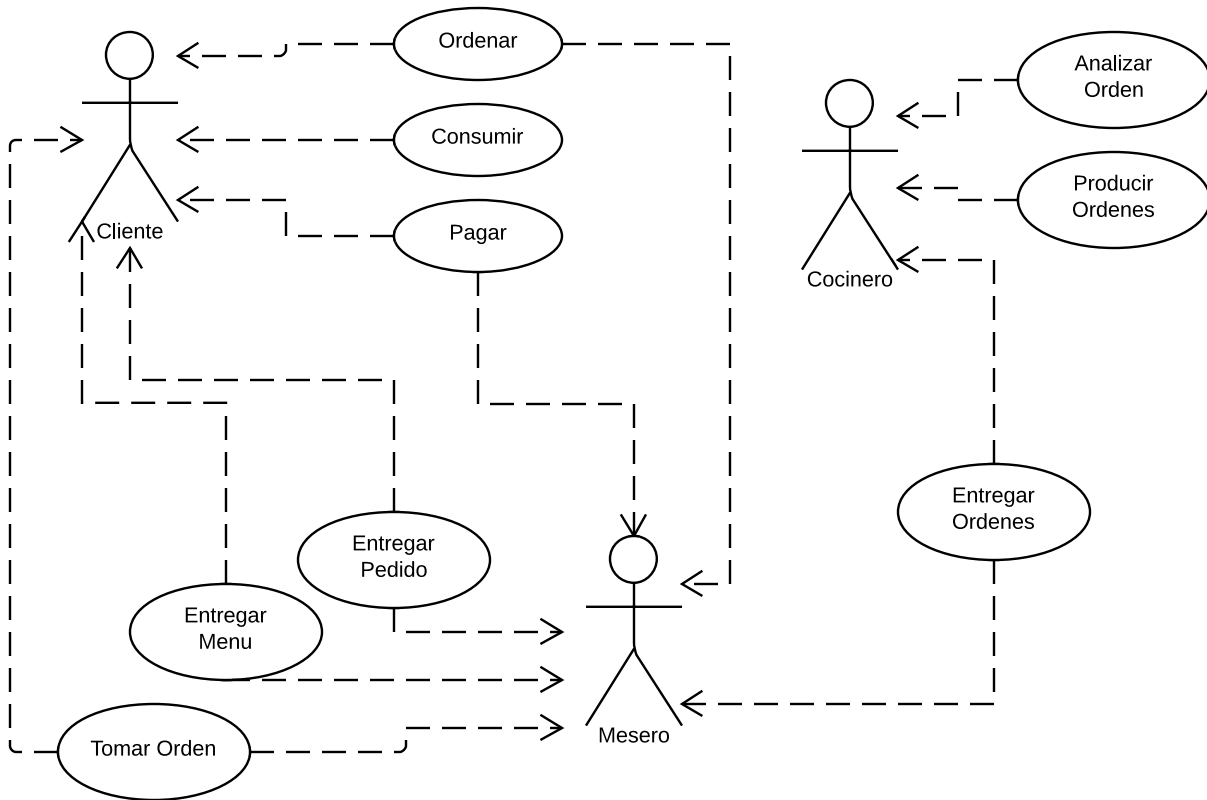 Ordenar
Analizar
Orden
Consumir
Producir
Ordenes
Cliente
Pagar
Cocinero
Entregar
Ordenes
Entregar
Pedido
Entregar
Menu
Mesero
Tomar Orden